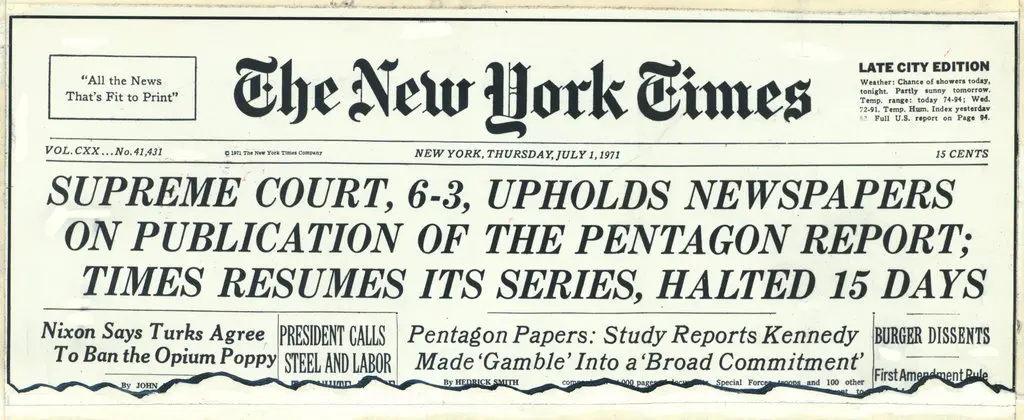 "All the News
That's Fit to Print"
The New York Times
LATE CITY EDITION
Weather: Chance of showers today,
tonight. Partly sunny tomorrow.
Temp. range: today 74-94; Wed.
72-91. Temp. Hum. Index yesterday
Full U.S. report on Page 94.
VOL. CXX... No. 41,431
© 1971 The New York Times Company
NEW YORK, THURSDAY, JULY 1, 1971
15 CENTS
SUPREME COURT, 6-3, UPHOLDS NEWSPAPERS
ON PUBLICATION OF THE PENTAGON REPORT;
TIMES RESUMES ITS SERIES, HALTED 15 DAYS
Nixon Says Turks Agree
To Ban the Opium Poppy
By JOHN
PRESIDENT CALLS
STEEL AND LABOR
Pentagon Papers: Study Reports Kennedy
Made 'Gamble' Into a 'Broad Commitment'
By HEDRICK SMITH
Special Forces troops and 100 other
BURGER DISSENTS
First Amendment Rule